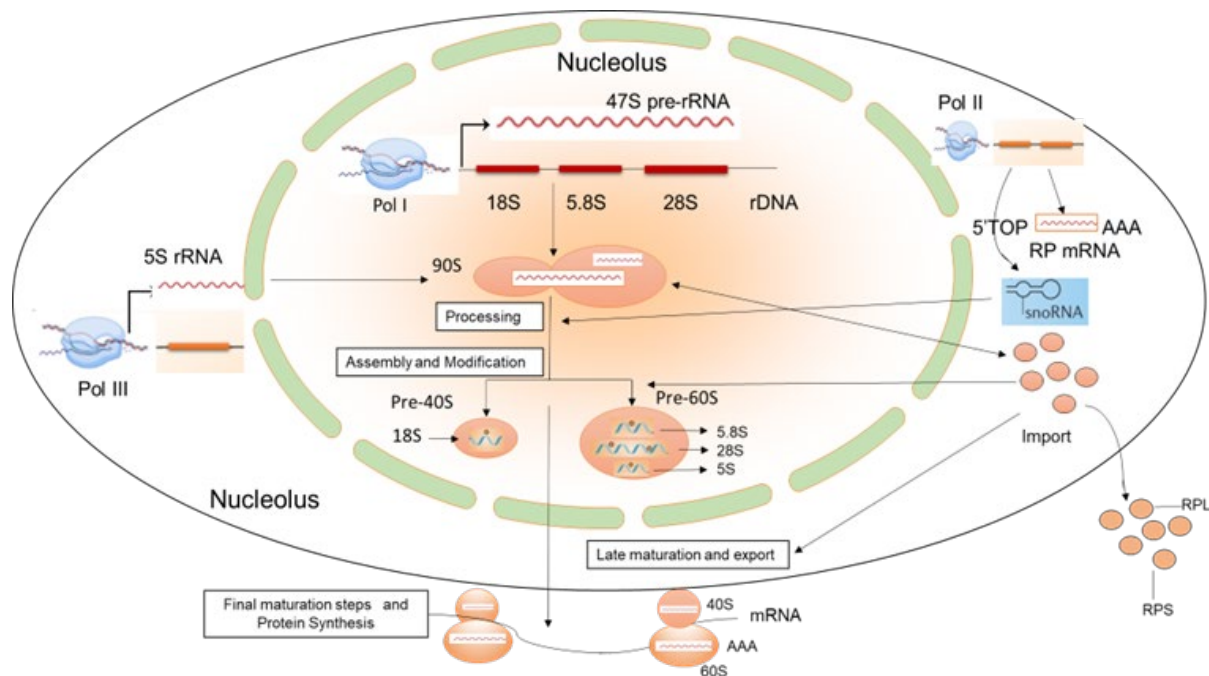 Nucleolus
47S pre-rRNA
Pol I
18S
5.8S
28S
rDNA
Pol II
5'TOP
AAA
RP mRNA
snoRNA
5S rRNA
Pol III
90S
Processing
Assembly and Modification
Pre-40S
18S
Pre-60S
5.8S
28S
5S
Import
RPL
RPS
Nucleolus
Late maturation and export
Final maturation steps and
Protein Synthesis
40S
mRNA
AAA
60S